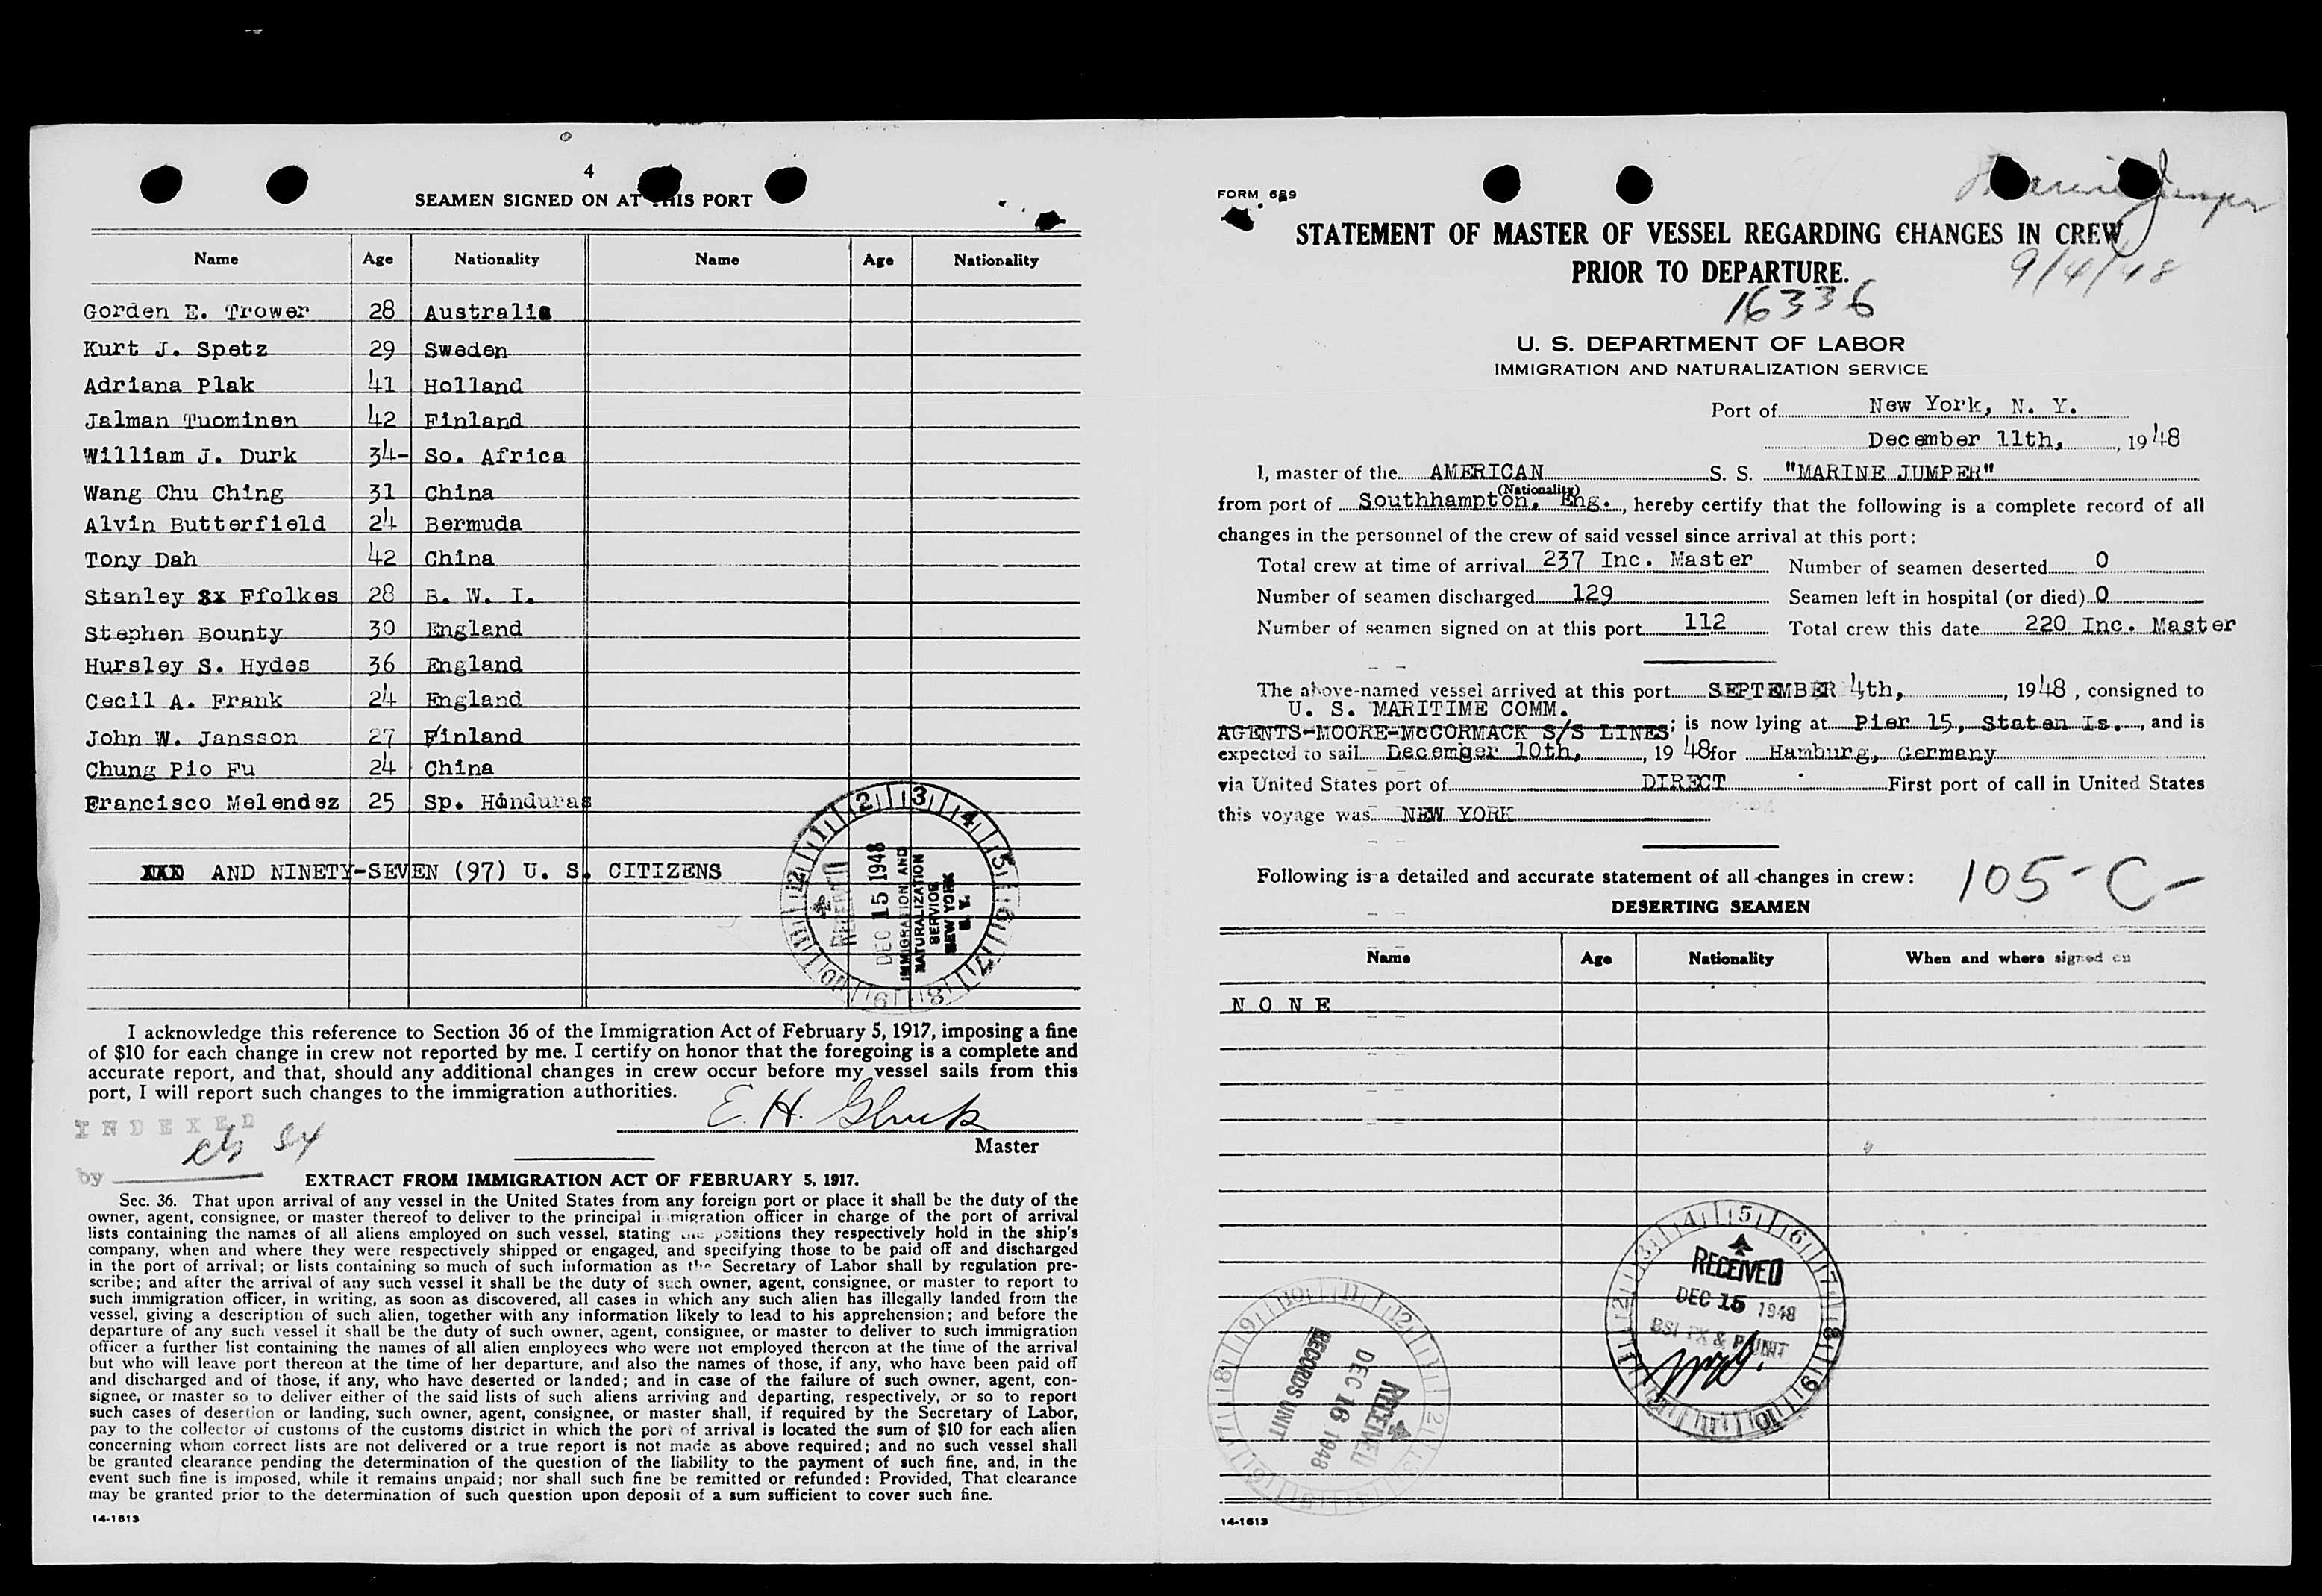 4
SEAMEN SIGNED ON AT THIS PORT
Name Age Nationality Name Age Nationality
Gorden E. Trower 28 Australia
Kurt J. Spetz 29 Sweden
Adriana Plak 41 Holland
Jalman Tuominen 42 Finland
William J. Durk 34- So. Africa
Wang Chu Ching 31 China
Alvin Butterfield 24 Bermuda
Tony Dah 42 China
Stanley Sx Ffolkes 28 B. W. I.
Stephen Bounty 30 England
Hursley S. Hydes 36 England
Cecil A. Frank 24 England
John W. Jansson 27 Finland
Chung Pio Fu 24 China
Francisco Melendez 25 Sp. Honduras
AND NINETY-SEVEN (97) U. S. CITIZENS
RECEIVED
DEC 15 1948
IMMIGRATION AND
NATURALIZATION
SERVICE
NEW YORK
N. Y.
I acknowledge this reference to Section 36 of the Immigration Act of February 5, 1917, imposing a fine
of $10 for each change in crew not reported by me. I certify on honor that the foregoing is a complete and
accurate report, and that, should any additional changes in crew occur before my vessel sails from this
port, I will report such changes to the immigration authorities.
E. H. Gluck
Master
INDEXED
by
EXTRACT FROM IMMIGRATION ACT OF FEBRUARY 5, 1917.
Sec. 36. That upon arrival of any vessel in the United States from any foreign port or place it shall be the duty of the
owner, agent, consignee, or master thereof to deliver to the principal immigration officer in charge of the port of arrival
lists containing the names of all aliens employed on such vessel, stating the positions they respectively hold in the ship's
company, when and where they were respectively shipped or engaged, and specifying those to be paid off and discharged
in the port of arrival; or lists containing so much of such information as the Secretary of Labor shall by regulation pre-
scribe; and after the arrival of any such vessel it shall be the duty of such owner, agent, consignee, or master to report to
such immigration officer, in writing, as soon as discovered, all cases in which any such alien has illegally landed from the
vessel, giving a description of such alien, together with any information likely to lead to his apprehension; and before the
departure of any such vessel it shall be the duty of such owner, agent, consignee, or master to deliver to such immigration
officer a further list containing the names of all alien employees who were not employed thereon at the time of the arrival
but who will leave port thereon at the time of her departure, and also the names of those, if any, who have been paid off
and discharged and of those, if any, who have deserted or landed; and in case of the failure of such owner, agent, con-
signee, or master so to deliver either of the said lists of such aliens arriving and departing, respectively, or so to report
such cases of desertion or landing, such owner, agent, consignee, or master shall, if required by the Secretary of Labor,
pay to the collector of customs of the customs district in which the port of arrival is located the sum of $10 for each alien
concerning whom correct lists are not delivered or a true report is not made as above required; and no such vessel shall
be granted clearance pending the determination of the question of the liability to the payment of such fine, and, in the
event such fine is imposed, while it remains unpaid; nor shall such fine be remitted or refunded: Provided, That clearance
may be granted prior to the determination of such question upon deposit of a sum sufficient to cover such fine.
14-1613
FORM 689
Marine Jumper
STATEMENT OF MASTER OF VESSEL REGARDING CHANGES IN CREW
PRIOR TO DEPARTURE.
9/4/48
16336
U. S. DEPARTMENT OF LABOR
IMMIGRATION AND NATURALIZATION SERVICE
Port of New York, N. Y.
December 11th, , 1948
I, master of the AMERICAN S. S. "MARINE JUMPER"
(Nationality)
from port of Southhampton, Eng. , hereby certify that the following is a complete record of all
changes in the personnel of the crew of said vessel since arrival at this port:
Total crew at time of arrival 237 Inc. Master Number of seamen deserted 0
Number of seamen discharged 129 Seamen left in hospital (or died) 0
Number of seamen signed on at this port 112 Total crew this date 220 Inc. Master
The above-named vessel arrived at this port SEPTEMBER 4th, , 1948 , consigned to
U. S. MARITIME COMM.
AGENTS-MOORE-McCORMACK S/S LINES; is now lying at Pier 15, Staten Is. , and is
expected to sail December 10th, , 1948 for Hamburg, Germany
via United States port of DIRECT First port of call in United States
this voyage was NEW YORK
Following is a detailed and accurate statement of all changes in crew:
105-C-
DESERTING SEAMEN
Name Age Nationality When and where signed on
N O N E
RECEIVED
DEC 15 1948
RECEIVED
DEC 16 1948
RECORDS UNIT
14-1613